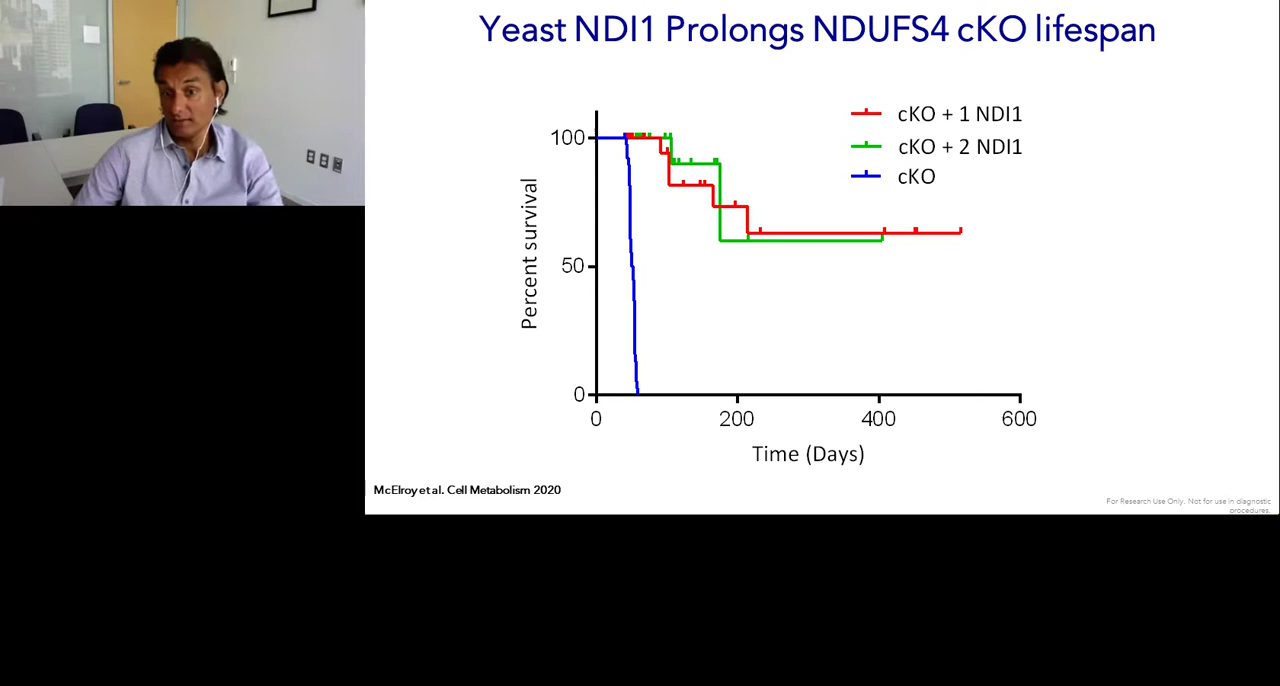 Yeast NDI1 Prolongs NDUFS4 cKO lifespan
cKO + 1 NDI1
cKO + 2 NDI1
cKO
Percent survival
100
50
0
0 200 400 600
Time (Days)
McElroy et al. Cell Metabolism 2020
For Research Use Only. Not for use in diagnostic
procedures.